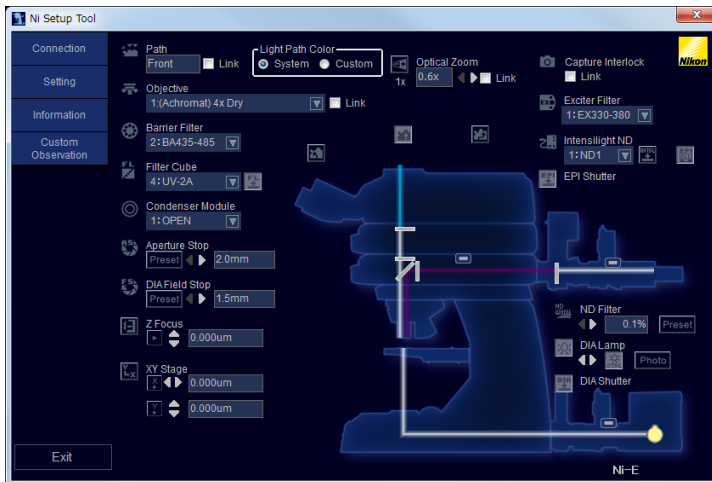 Ni Setup Tool
Connection
Setting
Information
Custom
Observation
Exit
Path
Front
Link
Light Path Color
System
Custom
1x
Optical Zoom
0.6x
Link
Capture Interlock
Link
Nikon
Objective
1:(Achromat) 4x Dry
Link
Exciter Filter
1:EX330-380
Barrier Filter
2:BA435-485
Intensilight ND
1:ND1
EPI Shutter
Filter Cube
4:UV-2A
Condenser Module
1:OPEN
Aperture Stop
Preset
2.0mm
DIA Field Stop
Preset
1.5mm
Z Focus
0.000um
XY Stage
X
0.000um
Y
0.000um
ND Filter
0.1%
Preset
DIA Lamp
Photo
DIA Shutter
Ni-E